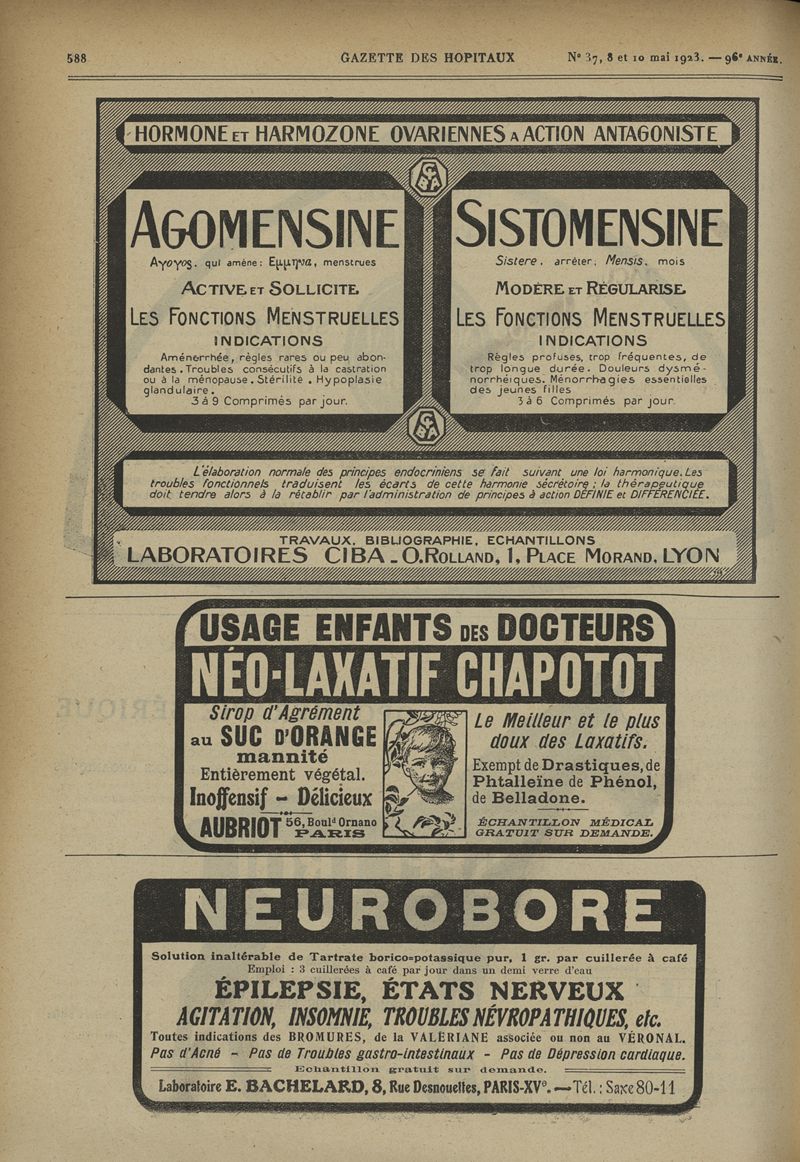 588
GAZETTE DES HOPITAUX
N° 37, 8 et 10 mai 1923. — 96e ANNÉE.
HORMONE ET HARMOZONE OVARIENNES A ACTION ANTAGONISTE
CIBA
AGOMENSINE
Αγογος, qui amène: Εμμηνα, menstrues
ACTIVE ET SOLLICITE
LES FONCTIONS MENSTRUELLES
INDICATIONS
Aménorrhée, règles rares ou peu abon-
dantes. Troubles consécutifs à la castration
ou à la ménopause. Stérilité. Hypoplasie
glandulaire.
3 à 9 Comprimés par jour.
SISTOMENSINE
Sistere, arrêter; Mensis, mois
MODÈRE ET RÉGULARISE
LES FONCTIONS MENSTRUELLES
INDICATIONS
Règles profuses, trop fréquentes, de
trop longue durée. Douleurs dysmé-
norrhéiques. Ménorrhagies essentielles
des jeunes filles
3 à 6 Comprimés par jour.
CIBA
L'élaboration normale des principes endocriniens se fait suivant une loi harmonique. Les
troubles fonctionnels traduisent les écarts de cette harmonie sécrétoire; la thérapeutique
doit tendre alors à la rétablir par l'administration de principes à action DÉFINIE et DIFFÉRENCIÉE.
TRAVAUX, BIBLIOGRAPHIE, ECHANTILLONS
LABORATOIRES CIBA - O. ROLLAND, 1, PLACE MORAND, LYON
USAGE ENFANTS DES DOCTEURS
NÉO-LAXATIF CHAPOTOT
Sirop d'Agrément
au SUC D'ORANGE
mannité
Entièrement végétal.
Inoffensif - Délicieux
AUBRIOT 56, Bould Ornano
PARIS
Le Meilleur et le plus
doux des Laxatifs.
Exempt de Drastiques, de
Phtalleïne de Phénol,
de Belladone.
ÉCHANTILLON MÉDICAL
GRATUIT SUR DEMANDE.
NEUROBORE
Solution inaltérable de Tartrate borico=potassique pur, 1 gr. par cuillerée à café
Emploi : 3 cuillerées à café par jour dans un demi verre d'eau
ÉPILEPSIE, ÉTATS NERVEUX
AGITATION, INSOMNIE, TROUBLES NÉVROPATHIQUES, etc.
Toutes indications des BROMURES, de la VALÉRIANE associée ou non au VÉRONAL.
Pas d'Acné - Pas de Troubles gastro-intestinaux - Pas de Dépression cardiaque.
Echantillon gratuit sur demande.
Laboratoire E. BACHELARD, 8, Rue Desnouettes, PARIS-XVe. — Tél. : Saxe 80-11